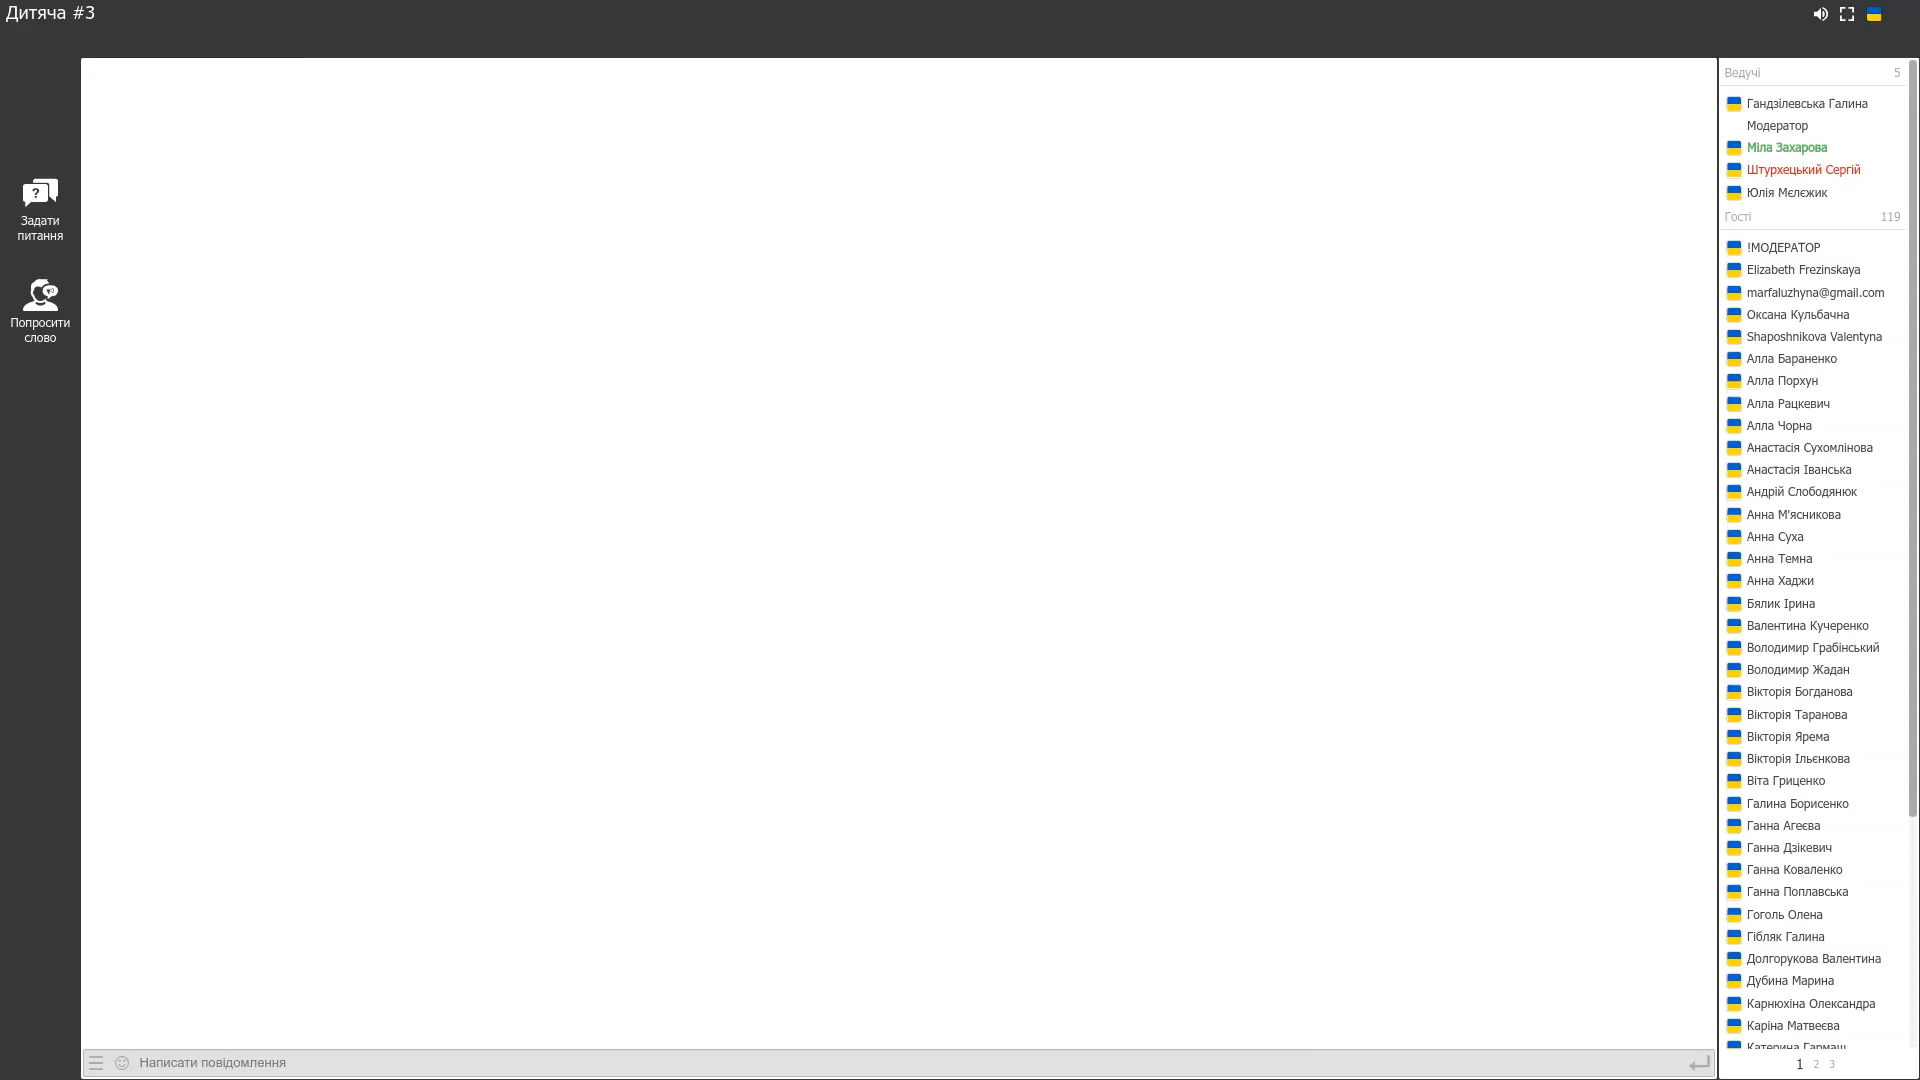 Дитяча #3
Задати
питання
Попросити
слово
Ведучі 5
Гандзілевська Галина
Модератор
Міла Захарова
Штурхецький Сергій
Юлія Мєлєжик
Гості 119
!МОДЕРАТОР
Elizabeth Frezinskaya
marfaluzhyna@gmail.com
Оксана Кульбачна
Shaposhnikova Valentyna
Алла Бараненко
Алла Порхун
Алла Рацкевич
Алла Чорна
Анастасія Сухомлінова
Анастасія Іванська
Андрій Слободянюк
Анна М'ясникова
Анна Суха
Анна Темна
Анна Хаджи
Бялик Ірина
Валентина Кучеренко
Володимир Грабінський
Володимир Жадан
Вікторія Богданова
Вікторія Таранова
Вікторія Ярема
Вікторія Ільєнкова
Віта Гриценко
Галина Борисенко
Ганна Агеєва
Ганна Дзікевич
Ганна Коваленко
Ганна Поплавська
Гоголь Олена
Гібляк Галина
Долгорукова Валентина
Дубина Марина
Карнюхіна Олександра
Каріна Матвеєва
Катерина Гармаш
Написати повідомлення
1 2 3